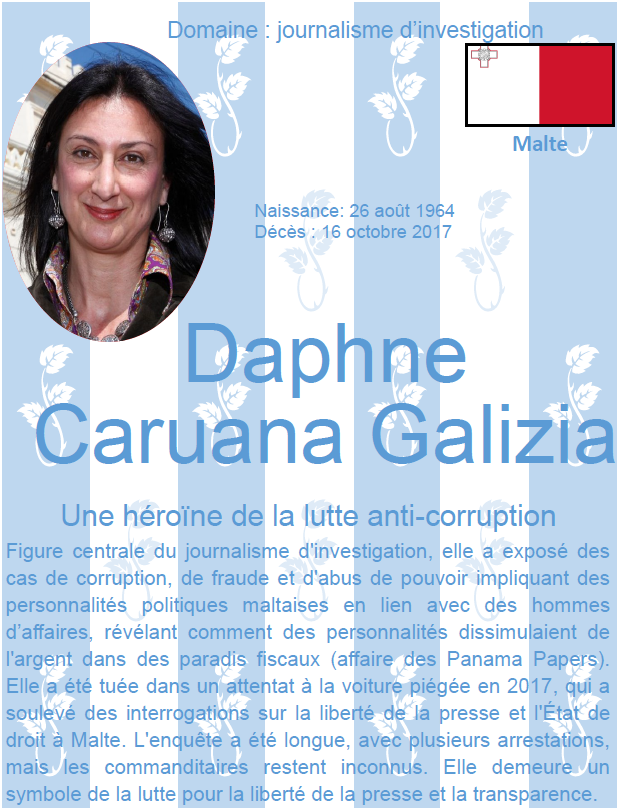 Domaine : journalisme d’investigation
Malte
Naissance: 26 août 1964
Décès : 16 octobre 2017
Daphne
Caruana Galizia
Une héroïne de la lutte anti-corruption
Figure centrale du journalisme d'investigation, elle a exposé des
cas de corruption, de fraude et d'abus de pouvoir impliquant des
personnalités politiques maltaises en lien avec des hommes
d’affaires, révélant comment des personnalités dissimulaient de
l'argent dans des paradis fiscaux (affaire des Panama Papers).
Elle a été tuée dans un attentat à la voiture piégée en 2017, qui a
soulevé des interrogations sur la liberté de la presse et l'État de
droit à Malte. L'enquête a été longue, avec plusieurs arrestations,
mais les commanditaires restent inconnus. Elle demeure un
symbole de la lutte pour la liberté de la presse et la transparence.